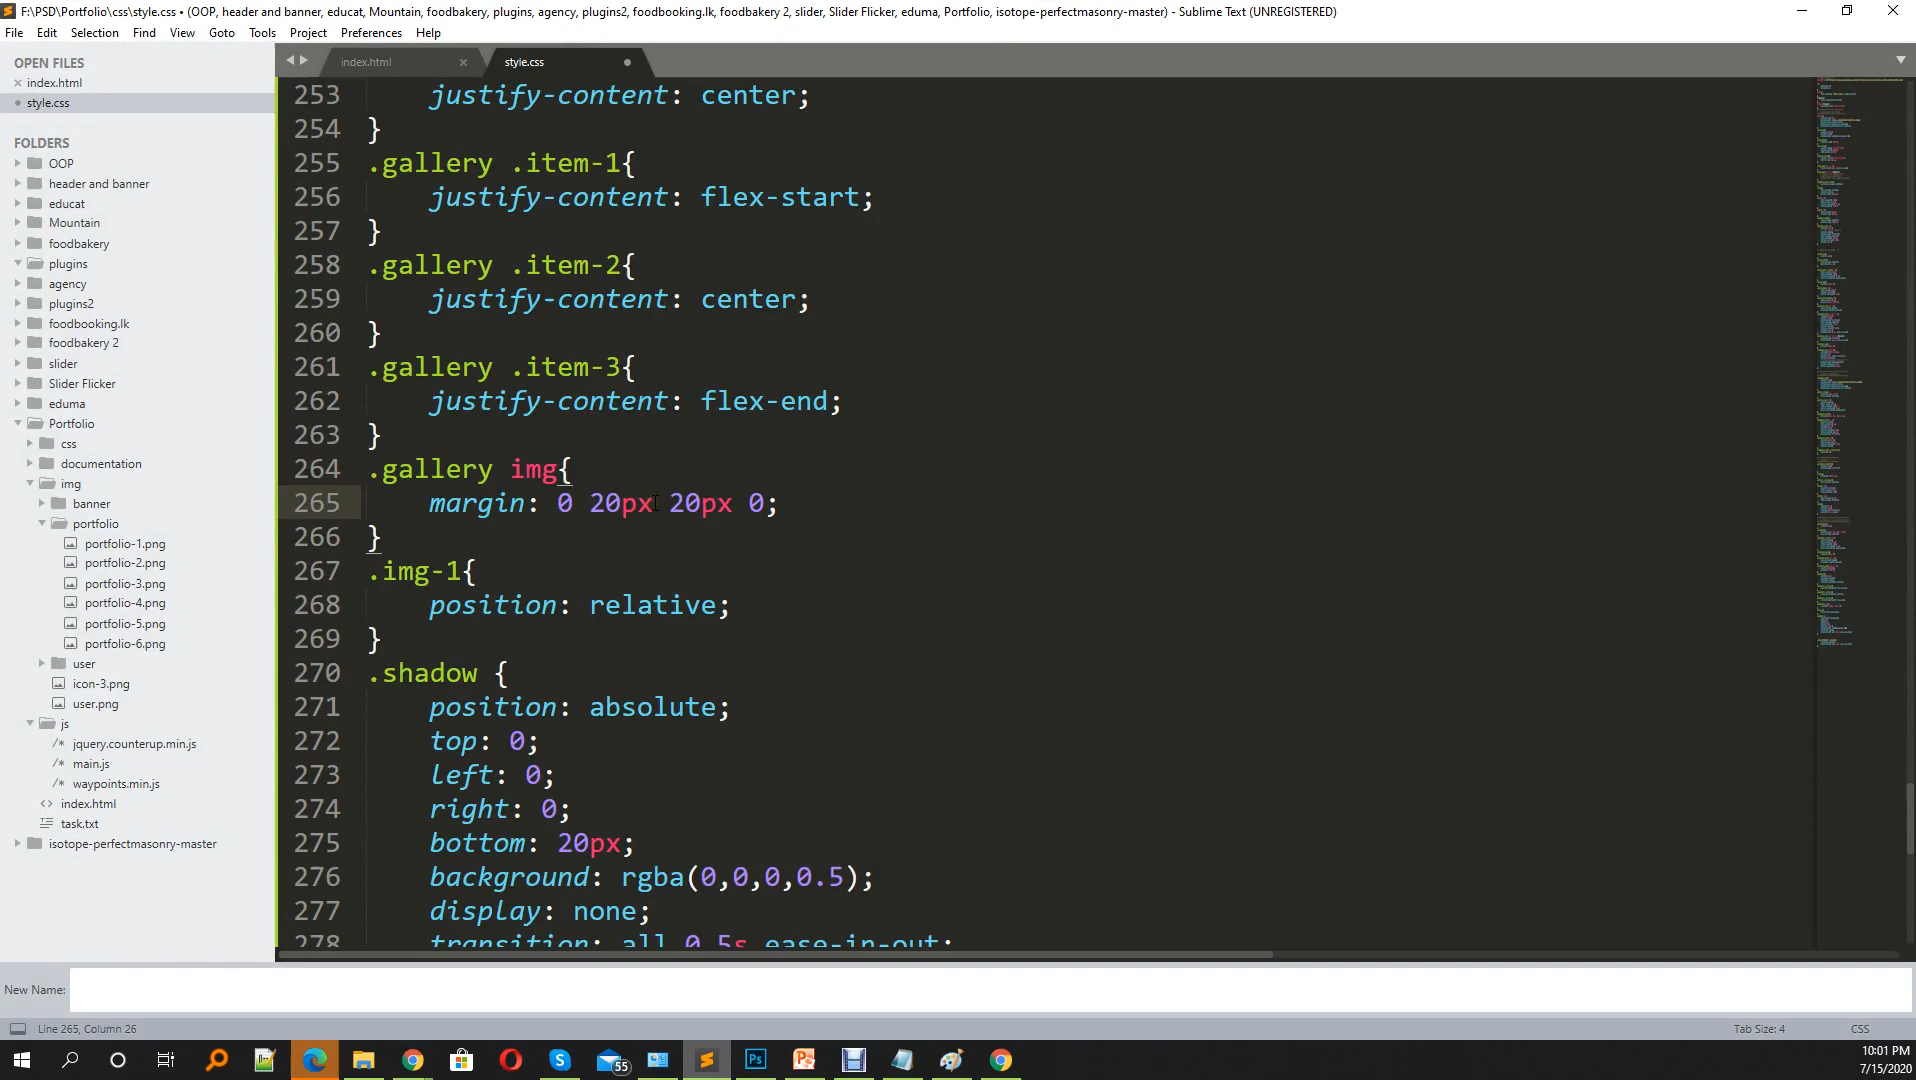 F:\PSD\Portfolio\css\style.css • (OOP, header and banner, educat, Mountain, foodbakery, plugins, agency, plugins2, foodbooking.lk, foodbakery 2, slider, Slider Flicker, eduma, Portfolio, isotope-perfectmasonry-master) - Sublime Text (UNREGISTERED)
File Edit Selection Find View Goto Tools Project Preferences Help
OPEN FILES
index.html
style.css
FOLDERS
OOP
header and banner
educat
Mountain
foodbakery
plugins
agency
plugins2
foodbooking.lk
foodbakery 2
slider
Slider Flicker
eduma
Portfolio
css
documentation
img
banner
portfolio
portfolio-1.png
portfolio-2.png
portfolio-3.png
portfolio-4.png
portfolio-5.png
portfolio-6.png
user
icon-3.png
user.png
js
/* jquery.counterup.min.js
/* main.js
/* waypoints.min.js
<> index.html
task.txt
isotope-perfectmasonry-master
index.html × style.css
253 justify-content: center;
254 }
255 .gallery .item-1{
256 justify-content: flex-start;
257 }
258 .gallery .item-2{
259 justify-content: center;
260 }
261 .gallery .item-3{
262 justify-content: flex-end;
263 }
264 .gallery img{
265 margin: 0 20px 20px 0;
266 }
267 .img-1{
268 position: relative;
269 }
270 .shadow {
271 position: absolute;
272 top: 0;
273 left: 0;
274 right: 0;
275 bottom: 20px;
276 background: rgba(0,0,0,0.5);
277 display: none;
278 transition: all 0.5s ease-in-out;
New Name:
Line 265, Column 26 Tab Size: 4 CSS
55
10:01 PM
7/15/2020